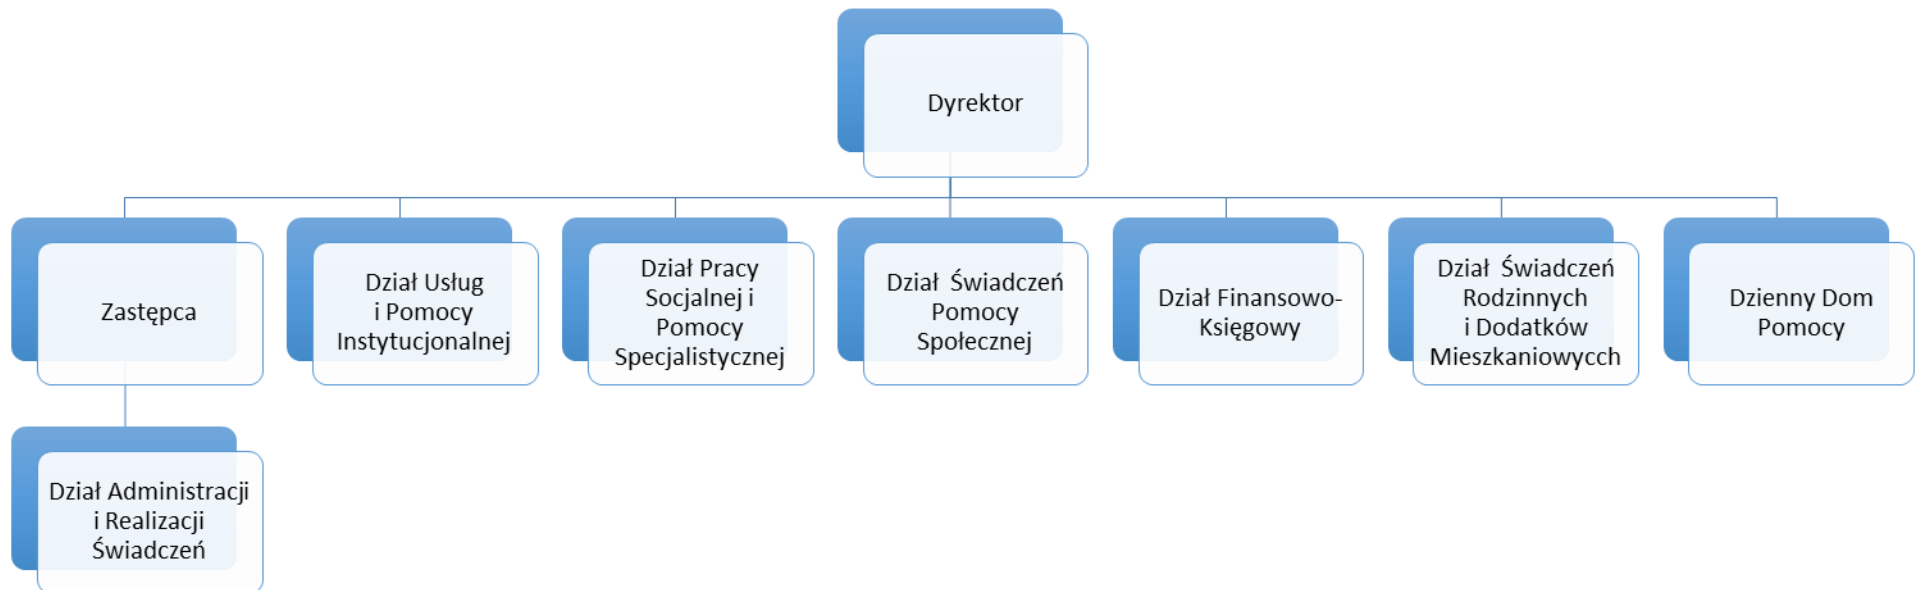 Dyrektor
Zastępca
Dział Usług
i Pomocy
Instytucjonalnej
Dział Pracy
Socjalnej i
Pomocy
Specjalistycznej
Dział  Świadczeń
Pomocy
Społecznej
Dział Finansowo-
Księgowy
Dział  Świadczeń
Rodzinnych
i Dodatków
Mieszkaniowycch
Dzienny Dom
Pomocy
Dział Administracji
i Realizacji
Świadczeń